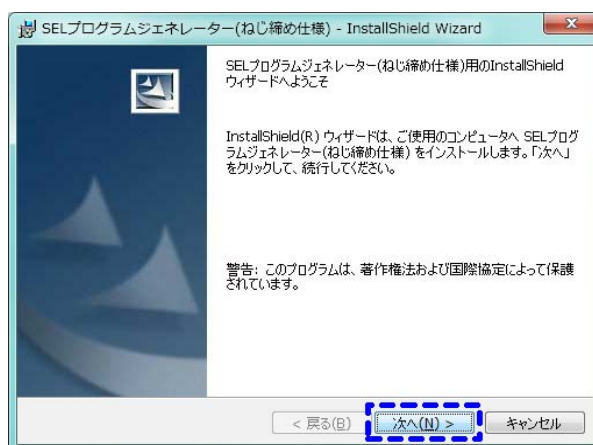 SELプログラムジェネレーター(ねじ締め仕様) - InstallShield Wizard
SELプログラムジェネレーター(ねじ締め仕様)用のInstallShield
ウィザードへようこそ
InstallShield(R) ウィザードは、ご使用のコンピュータへ SELプログ
ラムジェネレーター(ねじ締め仕様) をインストールします。「次へ」
をクリックして、続行してください。
警告: このプログラムは、著作権法および国際協定によって保護
されています。
< 戻る(B)
次へ(N) >
キャンセル